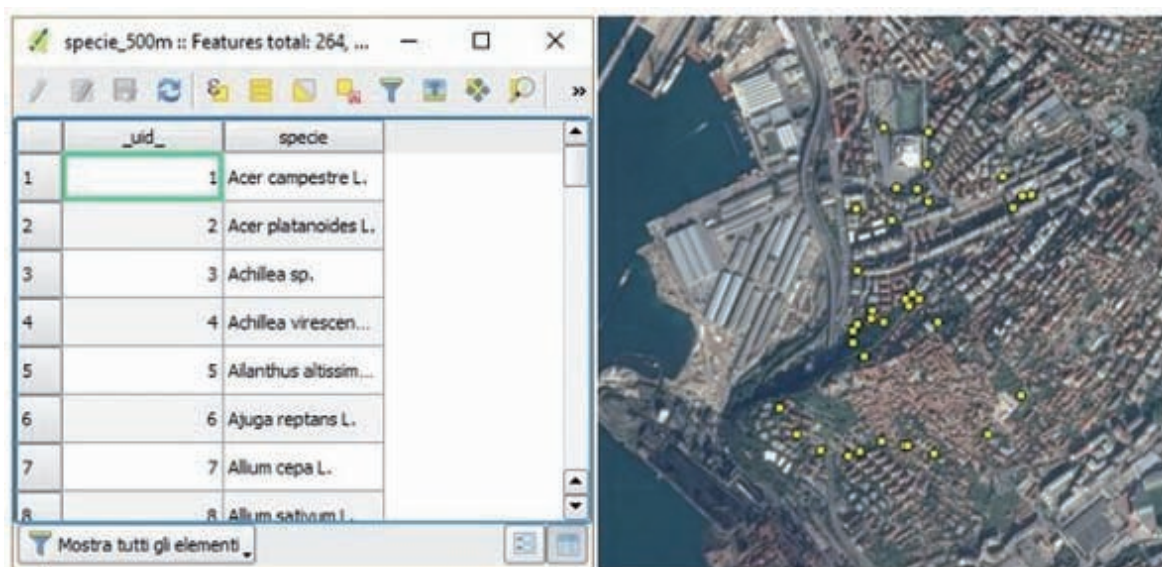 specie_500m :: Features total: 264, ...
»
_uid_ specie
1 1 Acer campestre L.
2 2 Acer platanoides L.
3 3 Achillea sp.
4 4 Achillea virescen...
5 5 Ailanthus altissim...
6 6 Ajuga reptans L.
7 7 Allium cepa L.
8 8 Allium sativum L.
Mostra tutti gli elementi